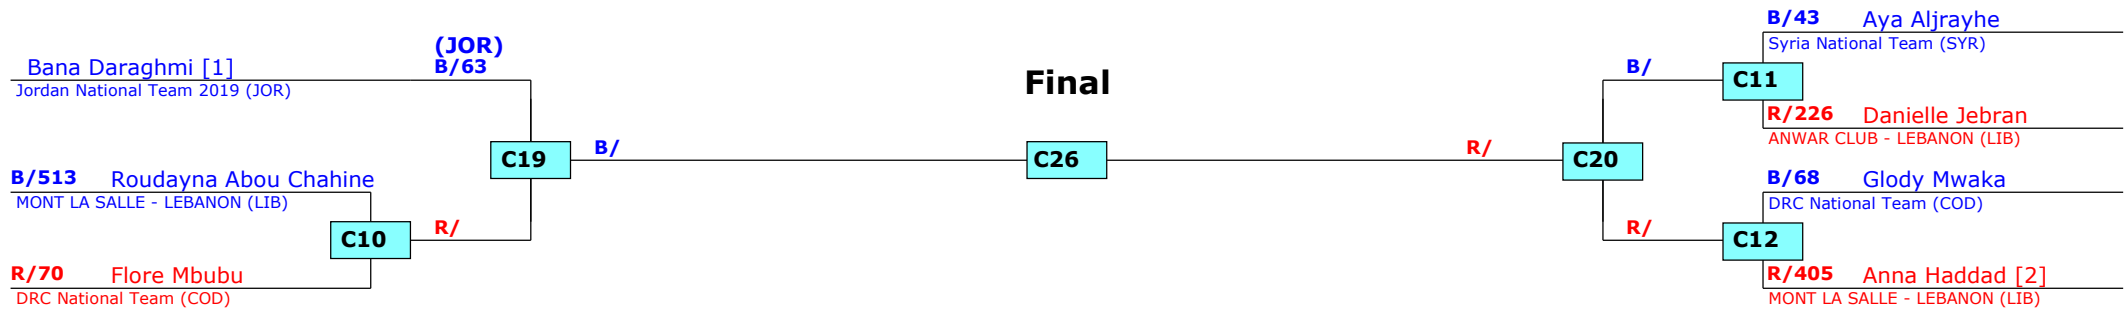 (JOR)
Bana Daraghmi [1]
B/63
Jordan National Team 2019 (JOR)
C19
B/
B/513 Roudayna Abou Chahine
MONT LA SALLE - LEBANON (LIB)
C10
R/
R/70 Flore Mbubu
DRC National Team (COD)
Final
C26
R/
C20
B/
R/
B/43 Aya Aljrayhe
Syria National Team (SYR)
C11
R/226 Danielle Jebran
ANWAR CLUB - LEBANON (LIB)
B/68 Glody Mwaka
DRC National Team (COD)
C12
R/405 Anna Haddad [2]
MONT LA SALLE - LEBANON (LIB)